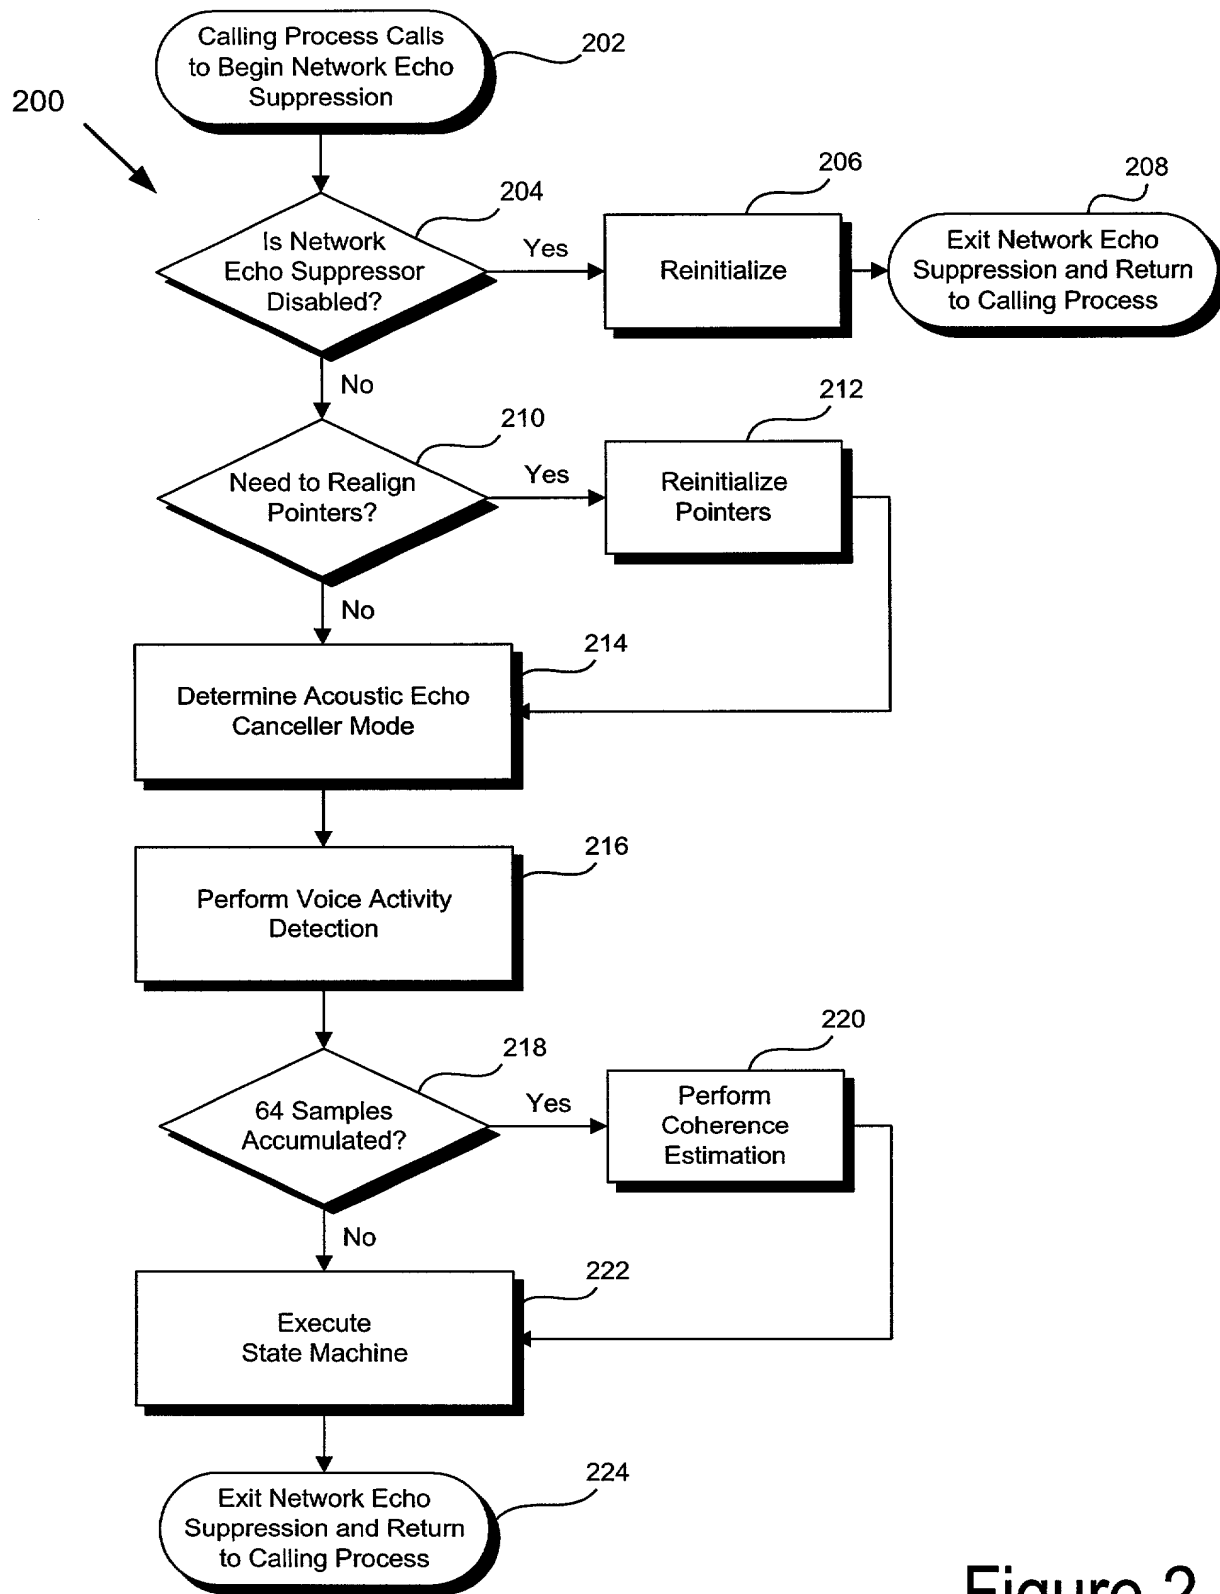 Calling Process Calls
to Begin Network Echo
Suppression
202
200
204
Is Network
Echo Suppressor
Disabled?
Yes
206
Reinitialize
208
Exit Network Echo
Suppression and Return
to Calling Process
No
210
Need to Realign
Pointers?
Yes
212
Reinitialize
Pointers
No
214
Determine Acoustic Echo
Canceller Mode
216
Perform Voice Activity
Detection
218
64 Samples
Accumulated?
Yes
220
Perform
Coherence
Estimation
No
222
Execute
State Machine
224
Exit Network Echo
Suppression and Return
to Calling Process
Figure 2